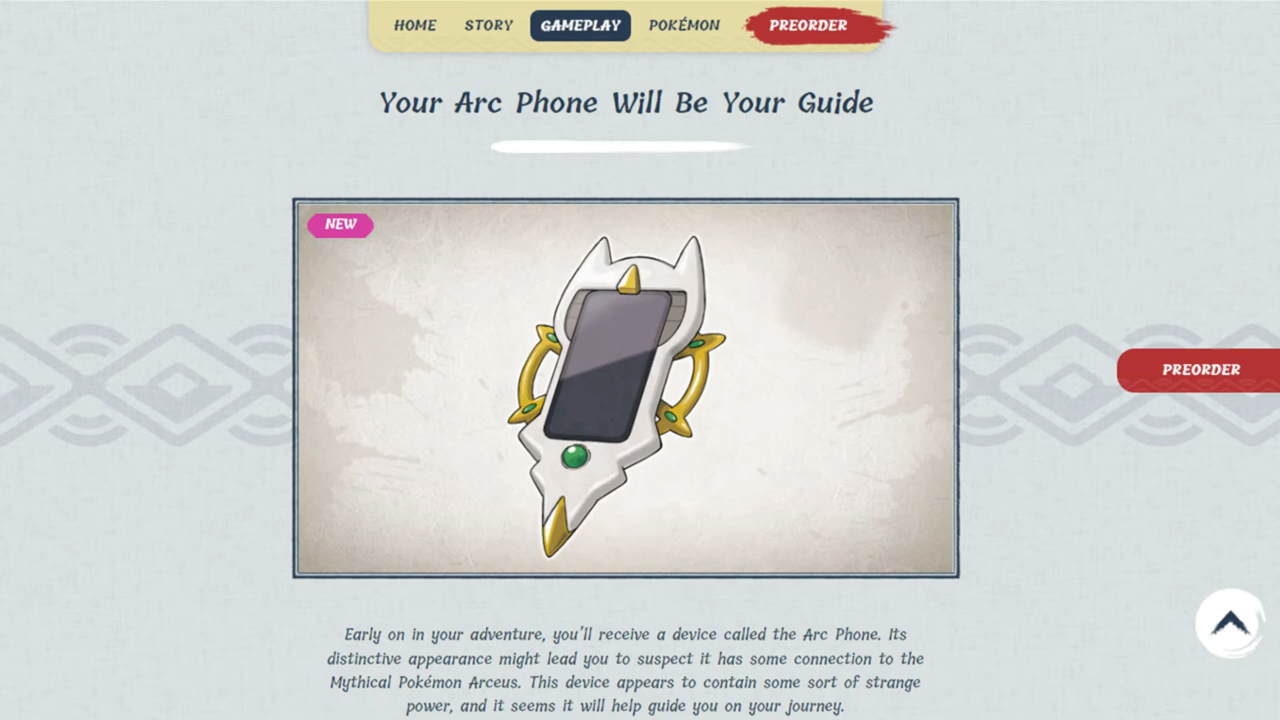 HOME STORY GAMEPLAY POKÉMON PREORDER
Your Arc Phone Will Be Your Guide
NEW
PREORDER
Early on in your adventure, you'll receive a device called the Arc Phone. Its
distinctive appearance might lead you to suspect it has some connection to the
Mythical Pokémon Arceus. This device appears to contain some sort of strange
power, and it seems it will help guide you on your journey.